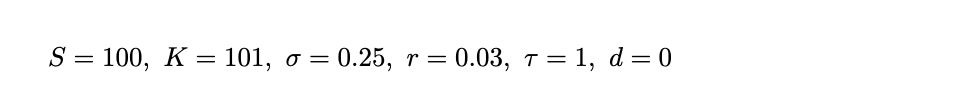 S = 100, K = 101, σ = 0.25, r = 0.03, τ = 1, d = 0